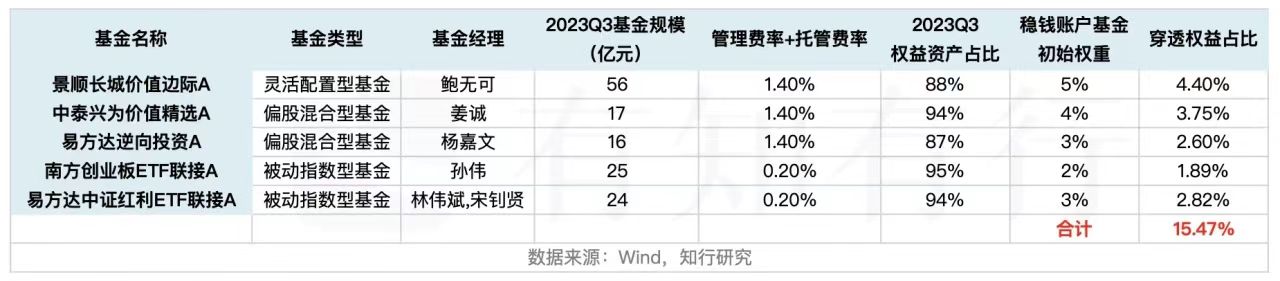 基金名称 基金类型 基金经理 2023Q3基金规模（亿元） 管理费率+托管费率 2023Q3权益资产占比 稳钱账户基金初始权重 穿透权益占比
景顺长城价值边际A 灵活配置型基金 鲍无可 56 1.40% 88% 5% 4.40%
中泰兴为价值精选A 偏股混合型基金 姜诚 17 1.40% 94% 4% 3.75%
易方达逆向投资A 偏股混合型基金 杨嘉文 16 1.40% 87% 3% 2.60%
南方创业板ETF联接A 被动指数型基金 孙伟 25 0.20% 95% 2% 1.89%
易方达中证红利ETF联接A 被动指数型基金 林伟斌,宋钊贤 24 0.20% 94% 3% 2.82%
合计 15.47%
数据来源：Wind，知行研究
有知有行